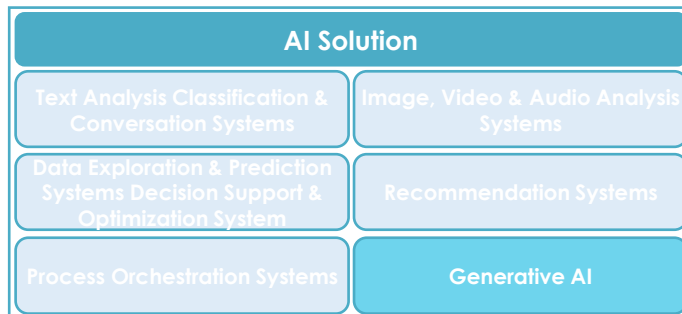 AI Solution
Text Analysis Classification &
Conversation Systems
Image, Video & Audio Analysis
Systems
Data Exploration & Prediction
Systems Decision Support &
Optimization System
Recommendation Systems
Process Orchestration Systems
Generative AI